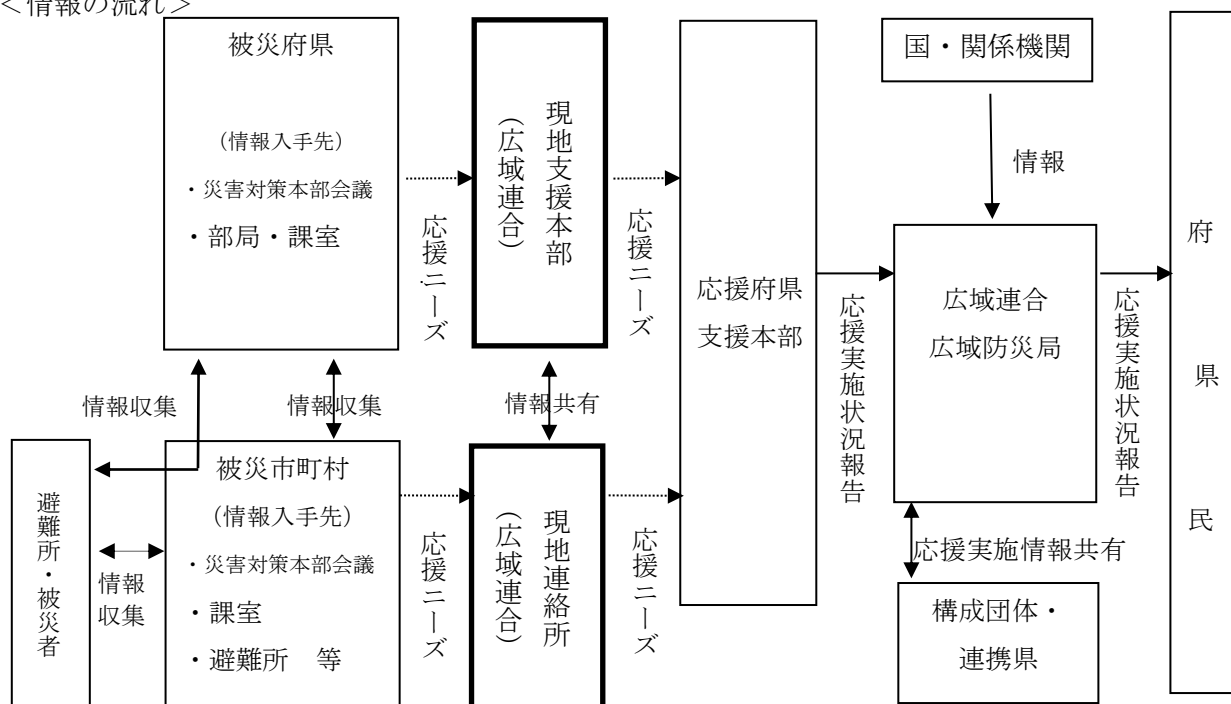 ＜情報の流れ＞
被災府県
（情報入手先）
・災害対策本部会議
・部局・課室
応援ニーズ
現地支援本部
（広域連合）
応援ニーズ
応援府県
支援本部
国・関係機関
情報
広域連合
広域防災局
応援実施状況報告
応援実施状況報告
府県民
情報収集
情報収集
情報共有
避難所・被災者
情報
収集
被災市町村
（情報入手先）
・災害対策本部会議
・課室
・避難所　等
応援ニーズ
現地連絡所
（広域連合）
応援ニーズ
応援実施情報共有
構成団体・
連携県